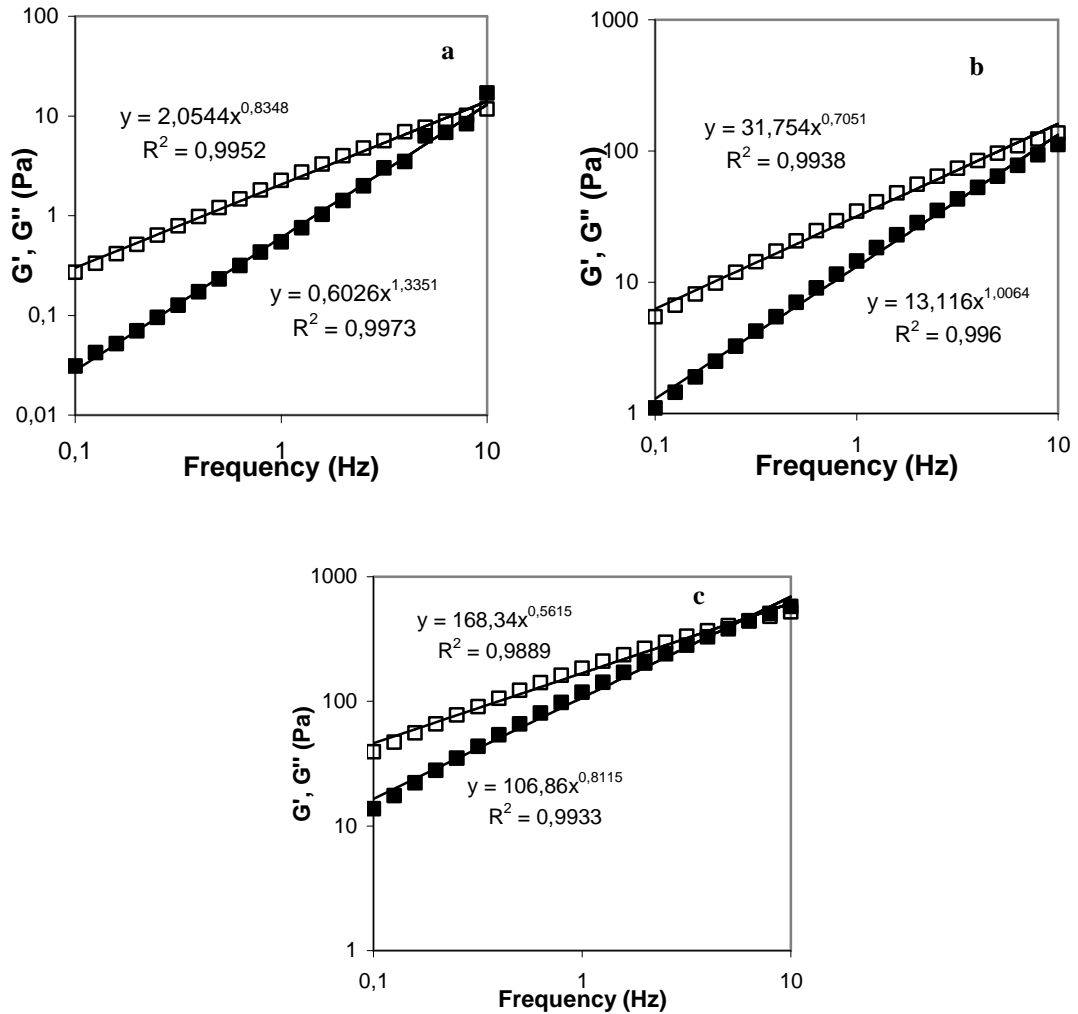 a
100
10
1
0,1
0,01
G', G'' (Pa)
y = 2,0544x^0,8348
R^2 = 0,9952
y = 0,6026x^1,3351
R^2 = 0,9973
0,1 1 10
Frequency (Hz)
b
1000
100
10
1
G', G'' (Pa)
y = 31,754x^0,7051
R^2 = 0,9938
y = 13,116x^1,0064
R^2 = 0,996
0,1 1 10
Frequency (Hz)
c
1000
100
10
1
G', G'' (Pa)
y = 168,34x^0,5615
R^2 = 0,9889
y = 106,86x^0,8115
R^2 = 0,9933
0,1 1 10
Frequency (Hz)